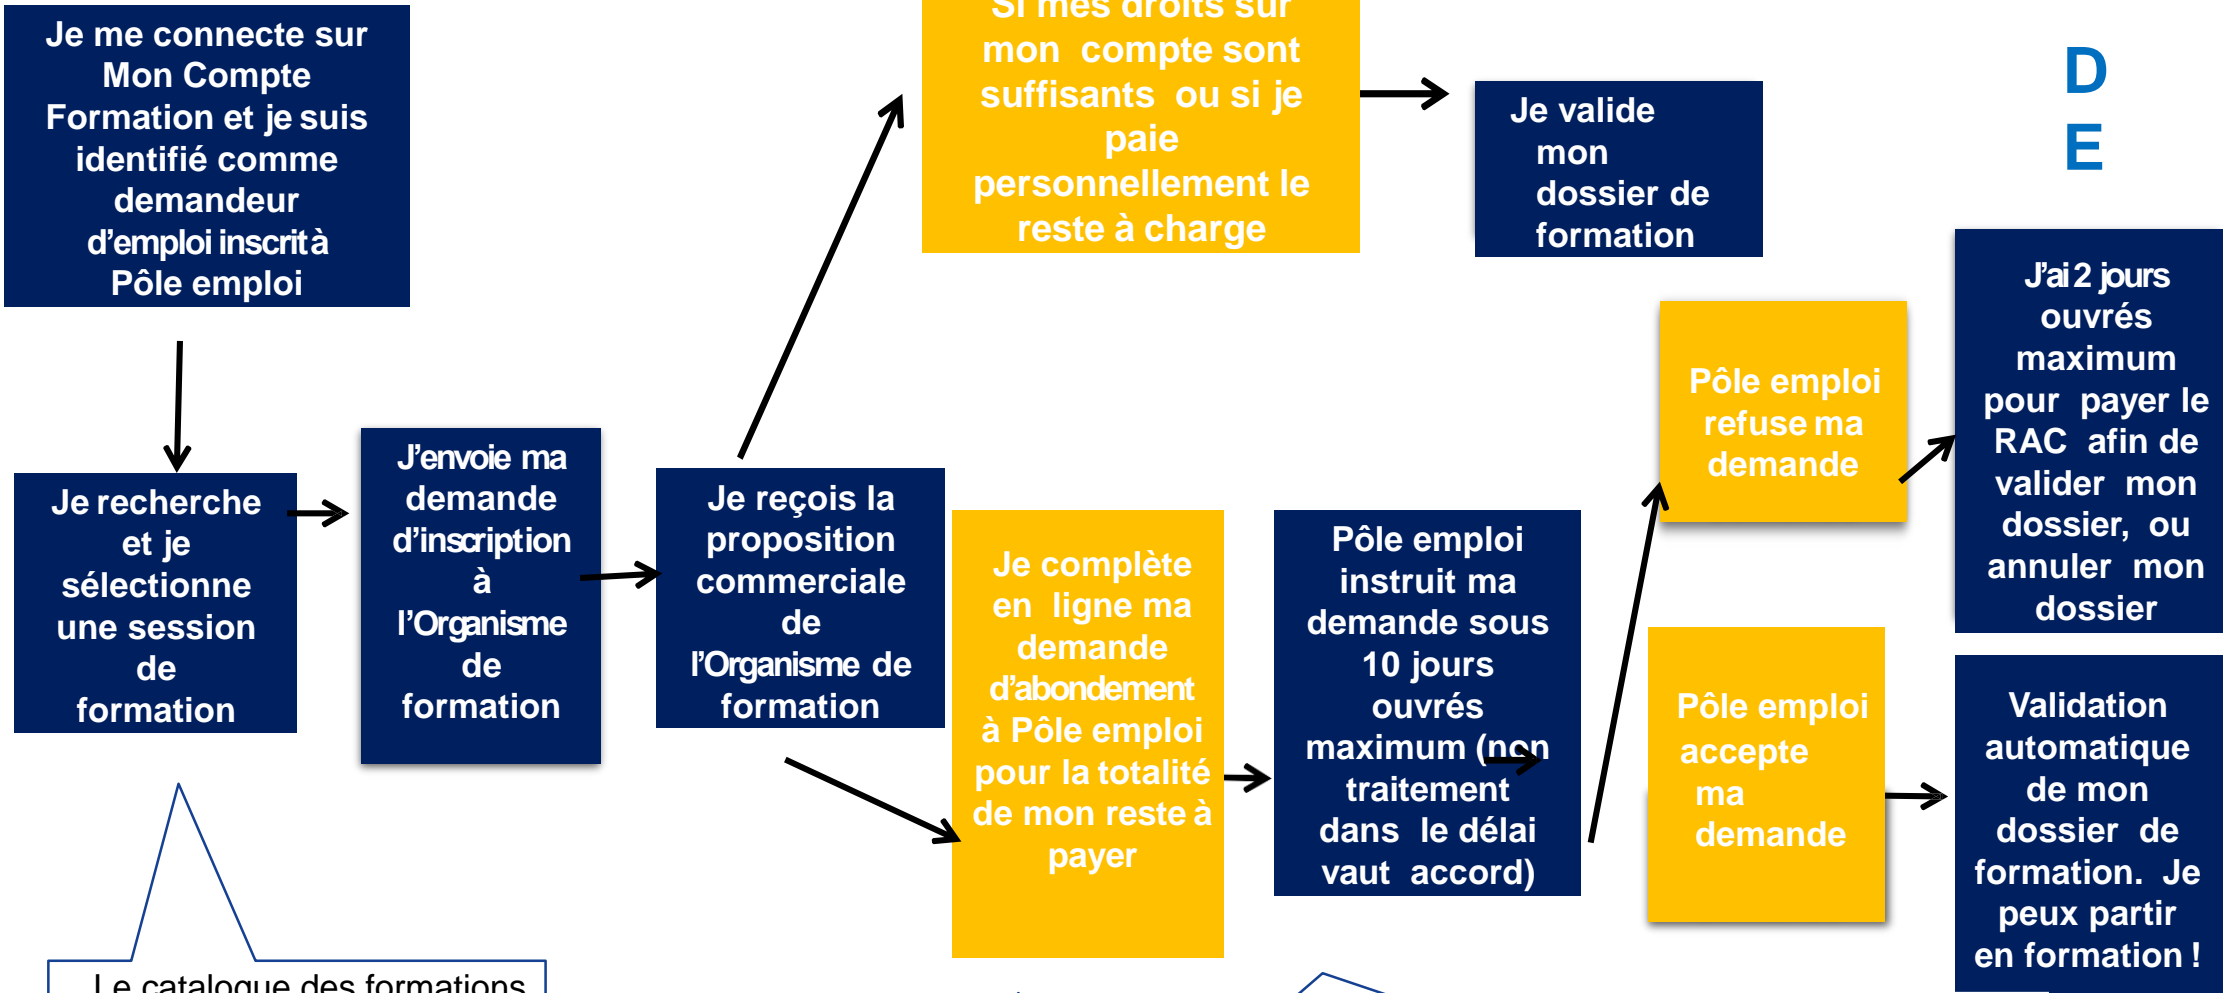 Je me connecte sur
Mon Compte
Formation et je suis
identifié comme
demandeur
d’emploi inscrit à
Pôle emploi
Si mes droits sur
mon compte sont
suffisants ou si je
paie
personnellement le
reste à charge
Je valide
mon
dossier de
formation
D
E
Je recherche
et je
sélectionne
une session
de
formation
J’envoie ma
demande
d’inscription
à
l’Organisme
de
formation
Je reçois la
proposition
commerciale
de
l’Organisme de
formation
Je complète
en ligne ma
demande
d’abondement
à Pôle emploi
pour la totalité
de mon reste à
payer
Pôle emploi
instruit ma
demande sous
10 jours
ouvrés
maximum (non
traitement
dans le délai
vaut accord)
Pôle emploi
refuse ma
demande
J’ai 2 jours
ouvrés
maximum
pour payer le
RAC afin de
valider mon
dossier, ou
annuler mon
dossier
Pôle emploi
accepte
ma
demande
Validation
automatique
de mon
dossier de
formation. Je
peux partir
en formation !
Le catalogue des formations